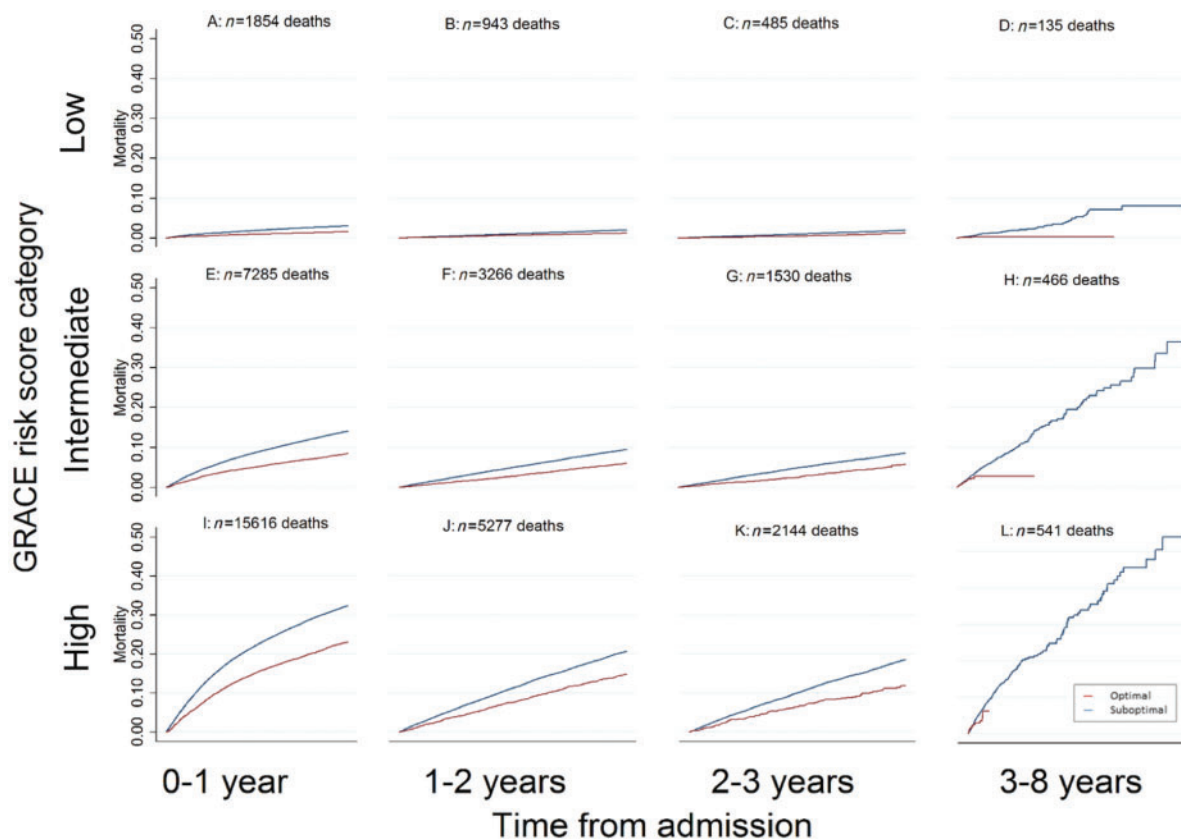 A: n=1854 deaths
B: n=943 deaths
C: n=485 deaths
D: n=135 deaths
0.50
0.40
0.30
0.20
0.10
0.00
Mortality
Low
E: n=7285 deaths
F: n=3266 deaths
G: n=1530 deaths
H: n=466 deaths
0.50
0.40
0.30
0.20
0.10
0.00
Mortality
Intermediate
GRACE risk score category
I: n=15616 deaths
J: n=5277 deaths
K: n=2144 deaths
L: n=541 deaths
0.50
0.40
0.30
0.20
0.10
0.00
Mortality
High
Optimal
Suboptimal
0-1 year
1-2 years
2-3 years
3-8 years
Time from admission